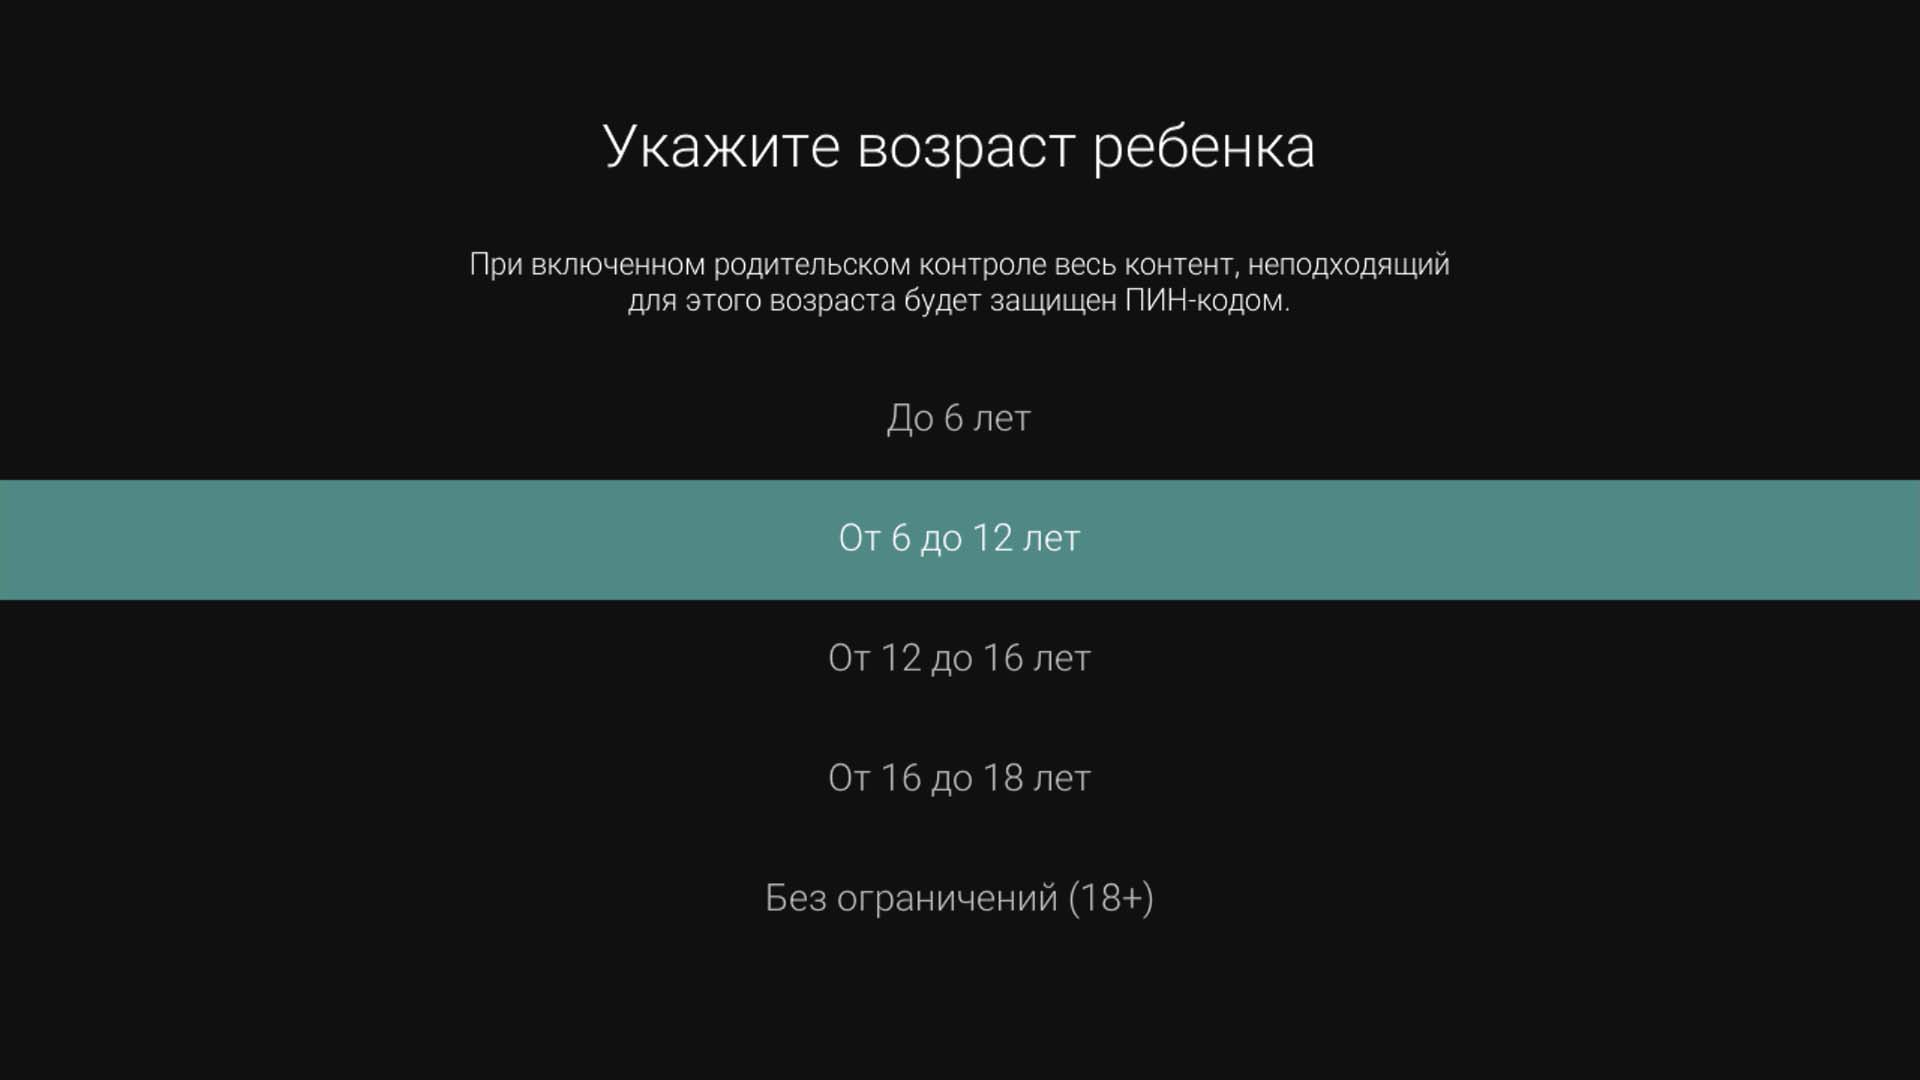 Укажите возраст ребенка
При включенном родительском контроле весь контент, неподходящий
для этого возраста будет защищен ПИН-кодом.
До 6 лет
От 6 до 12 лет
От 12 до 16 лет
От 16 до 18 лет
Без ограничений (18+)